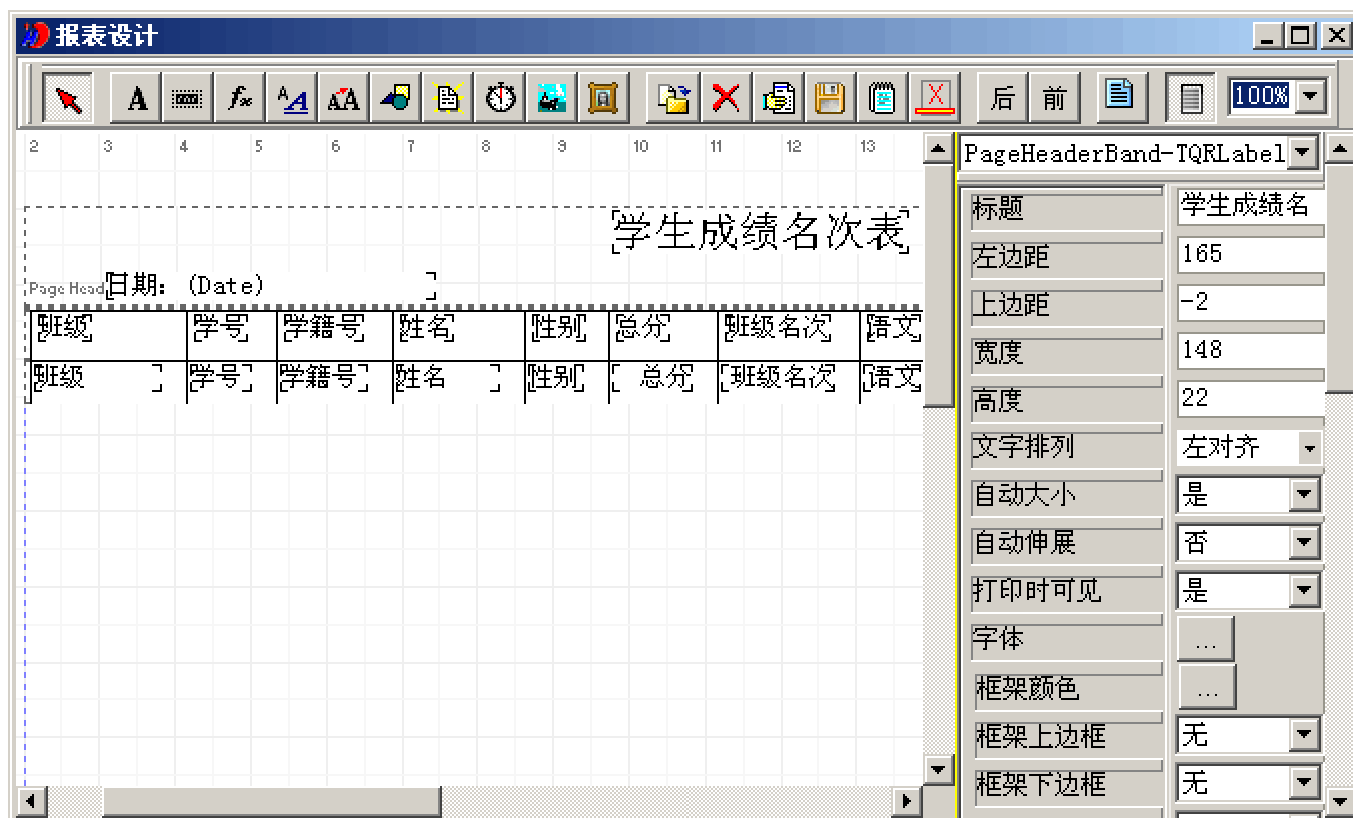 报表设计
A fx AA AA 后 前 100%
2 3 4 5 6 7 8 9 10 11 12 13
PageHeaderBand-TQRLabel
学生成绩名次表
Page Head 日期: (Date)
班级 学号 学籍号 姓名 性别 总分 班级名次 语文
班级 学号 学籍号 姓名 性别 总分 班级名次 语文
标题 学生成绩名
左边距 165
上边距 -2
宽度 148
高度 22
文字排列 左对齐
自动大小 是
自动伸展 否
打印时可见 是
字体 ...
框架颜色 ...
框架上边框 无
框架下边框 无